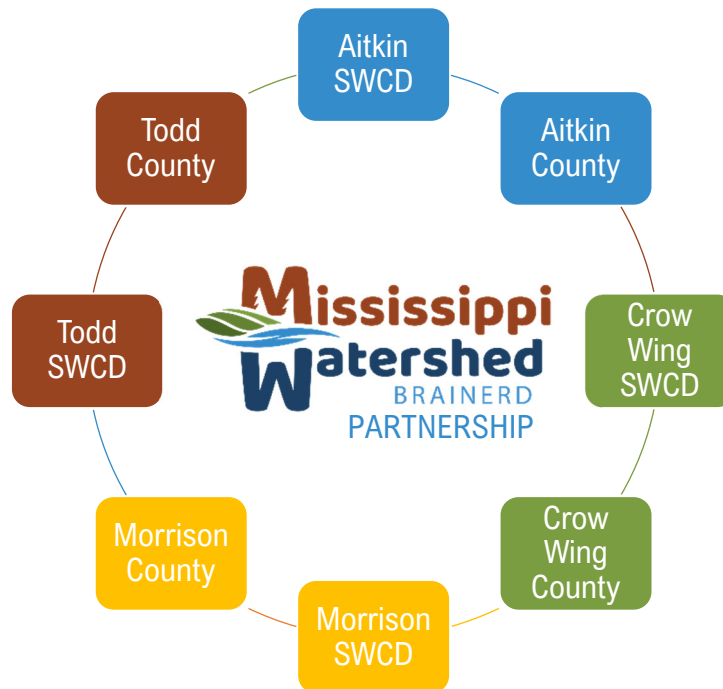 Aitkin
SWCD
Todd
County
Aitkin
County
Mississippi
Watershed
BRAINERD
PARTNERSHIP
Todd
SWCD
Crow
Wing
SWCD
Morrison
County
Crow
Wing
County
Morrison
SWCD